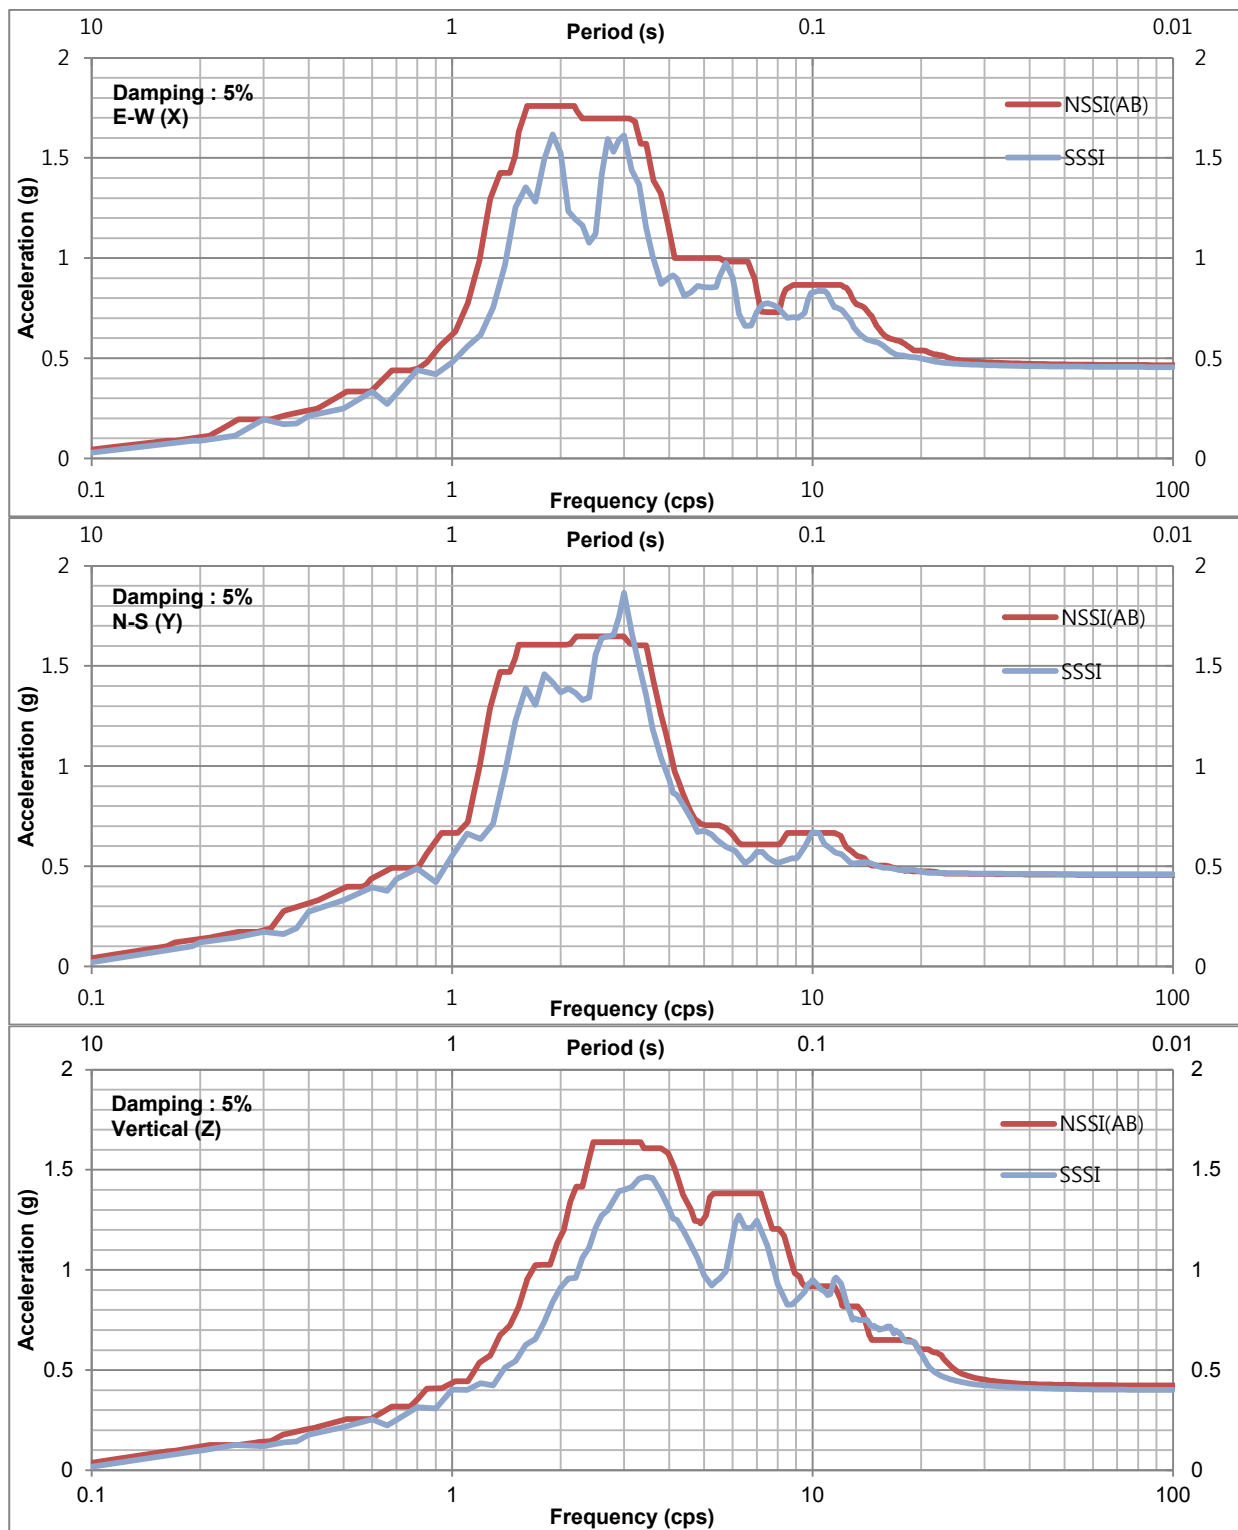 10 1 Period (s) 0.1 0.01
2 2
Damping : 5%
E-W (X)
NSSI(AB)
1.5 1.5
SSSI
Acceleration (g)
1 1
0.5 0.5
0 0
0.1 1 10 100
Frequency (cps)
10 1 Period (s) 0.1 0.01
2 2
Damping : 5%
N-S (Y)
NSSI(AB)
1.5 1.5
SSSI
Acceleration (g)
1 1
0.5 0.5
0 0
0.1 1 10 100
Frequency (cps)
10 1 Period (s) 0.1 0.01
2 2
Damping : 5%
Vertical (Z)
NSSI(AB)
1.5 1.5
SSSI
Acceleration (g)
1 1
0.5 0.5
0 0
0.1 1 10 100
Frequency (cps)